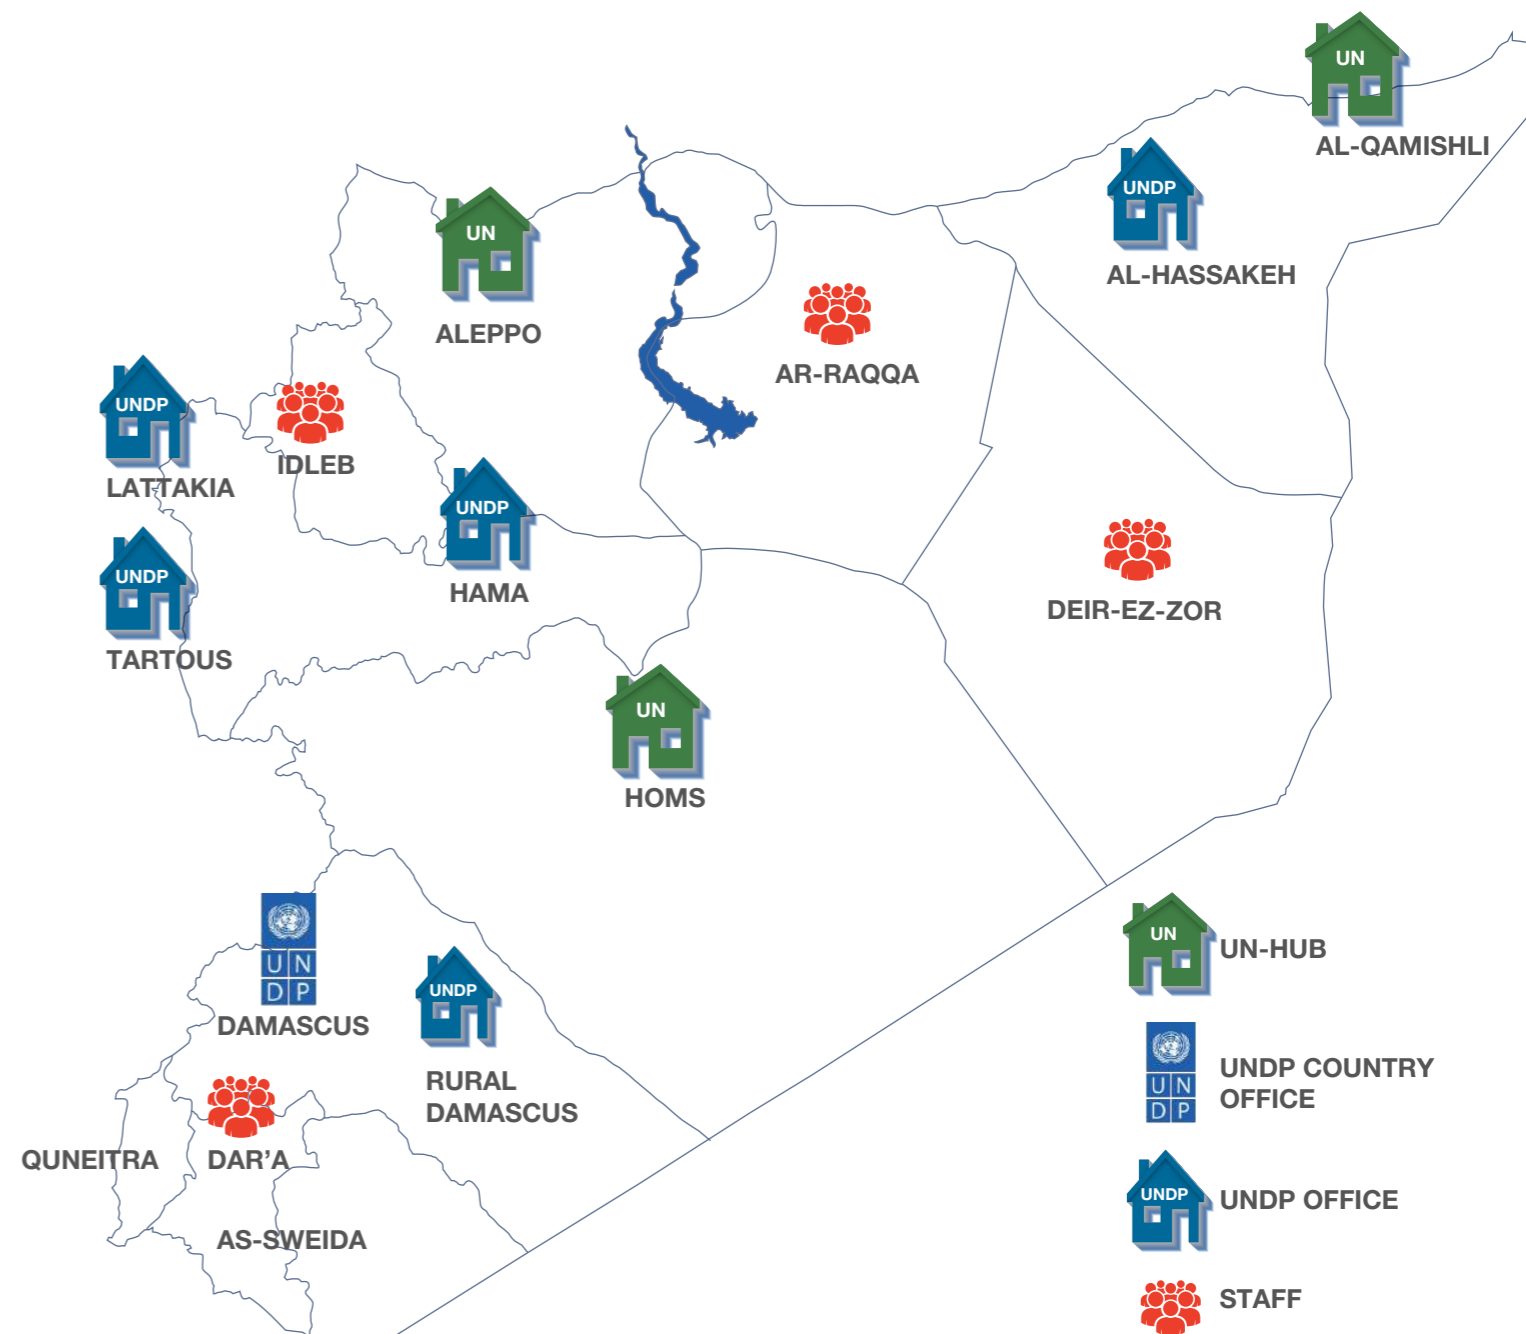 UN
AL-QAMISHLI
UNDP
AL-HASSAKEH
UN
ALEPPO
AR-RAQQA
UNDP
LATTAKIA
IDLEB
UNDP
HAMA
UNDP
TARTOUS
DEIR-EZ-ZOR
UN
HOMS
U N
D P
DAMASCUS
UNDP
RURAL
DAMASCUS
QUNEITRA
DAR’A
AS-SWEIDA
UN
UN-HUB
U N
D P
UNDP COUNTRY
OFFICE
UNDP
UNDP OFFICE
STAFF